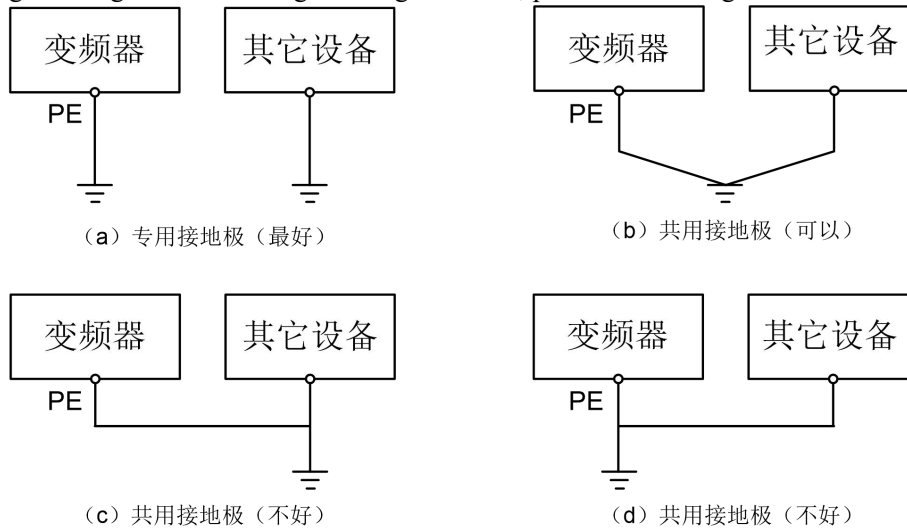 变频器 其它设备
PE
(a) 专用接地极(最好)
变频器 其它设备
PE
(b) 共用接地极(可以)
变频器 其它设备
PE
(c) 共用接地极(不好)
变频器 其它设备
PE
(d) 共用接地极(不好)